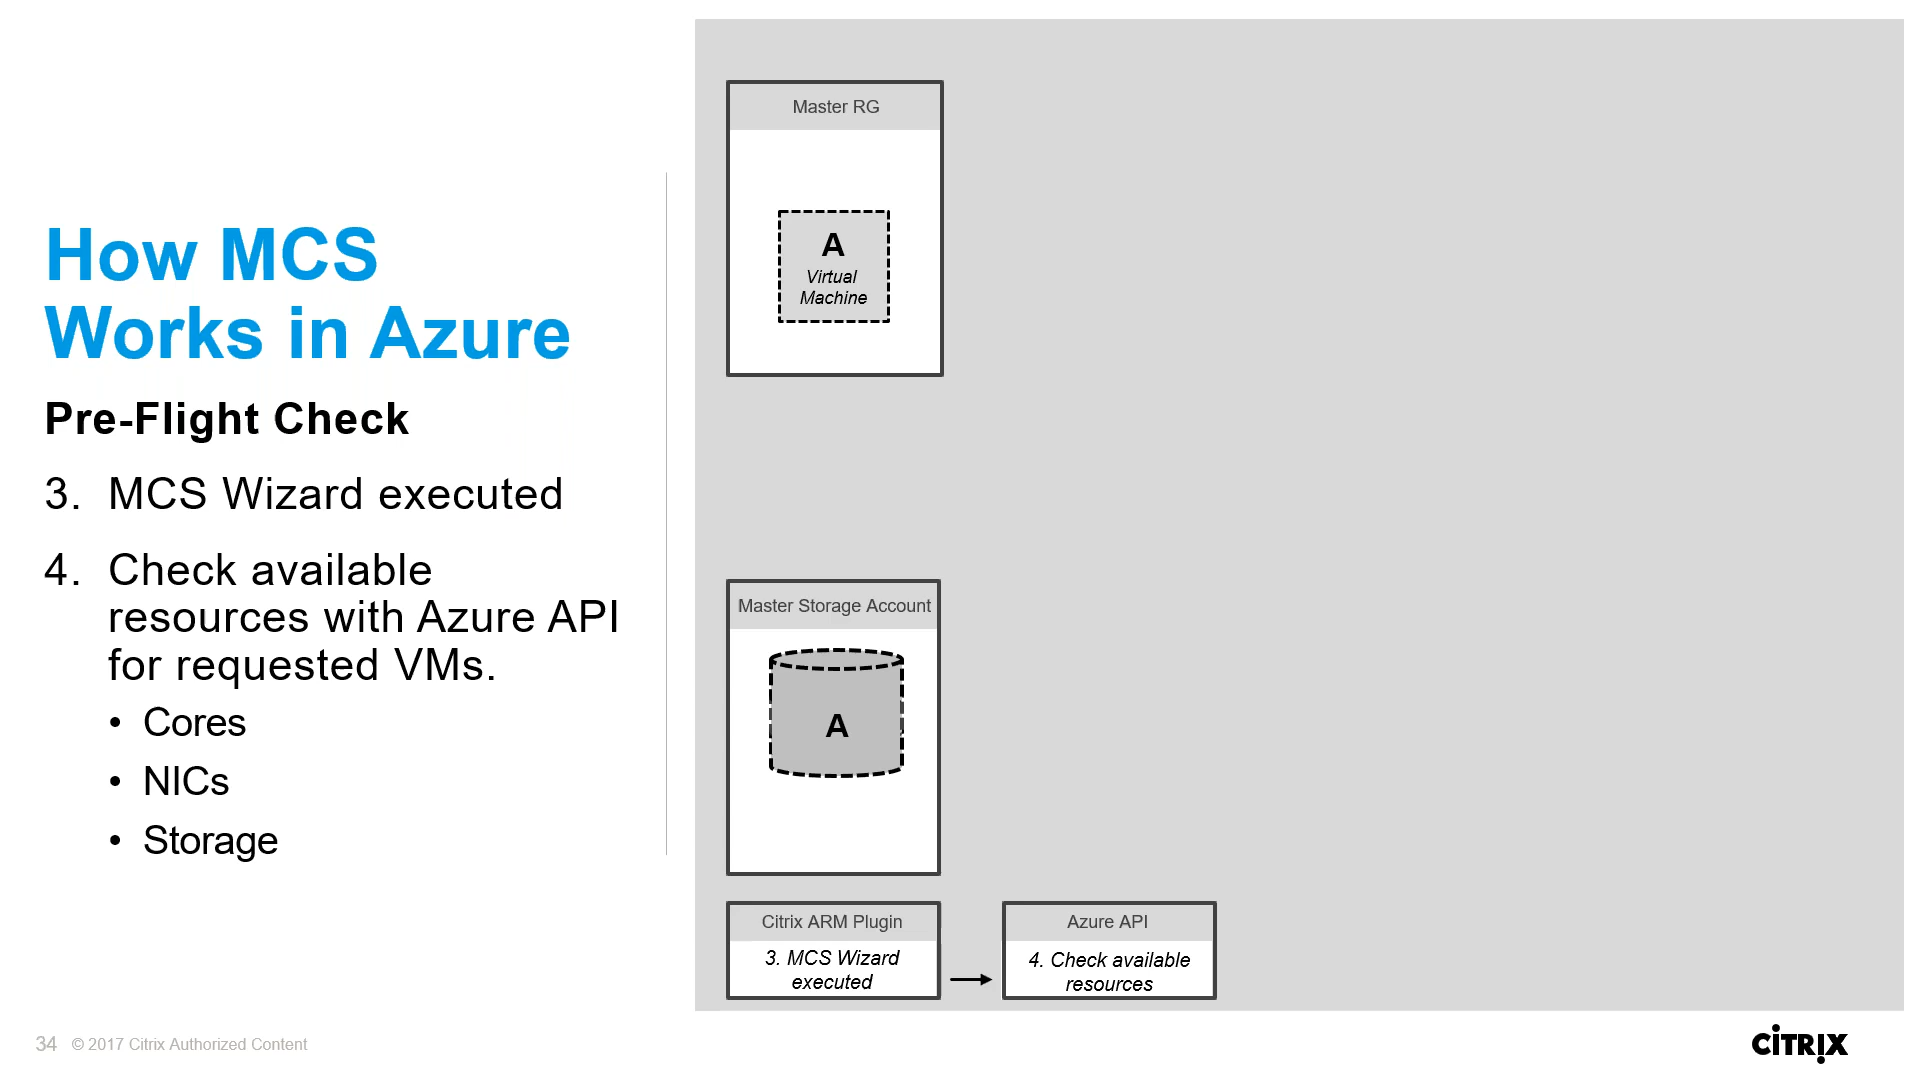 How MCS
Works in Azure
Pre-Flight Check
3. MCS Wizard executed
4. Check available
resources with Azure API
for requested VMs.
• Cores
• NICs
• Storage
Master RG
A
Virtual
Machine
Master Storage Account
A
Citrix ARM Plugin
3. MCS Wizard
executed
Azure API
4. Check available
resources
34 © 2017 Citrix Authorized Content
CİTRIX